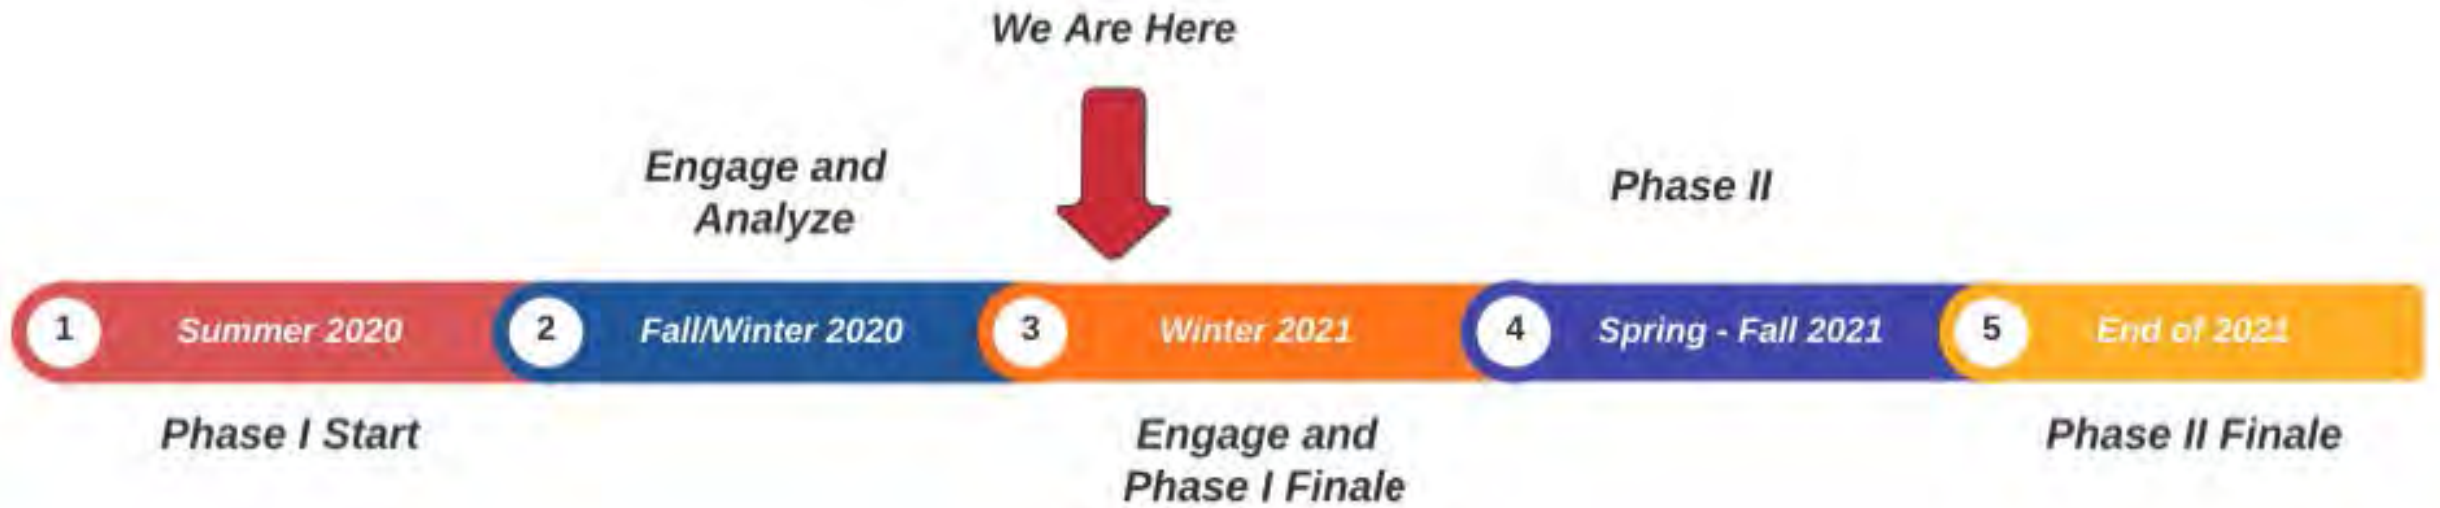 We Are Here
Engage and
Analyze
Phase II
1 Summer 2020 2 Fall/Winter 2020 3 Winter 2021 4 Spring - Fall 2021 5 End of 2021
Phase I Start
Engage and
Phase I Finale
Phase II Finale